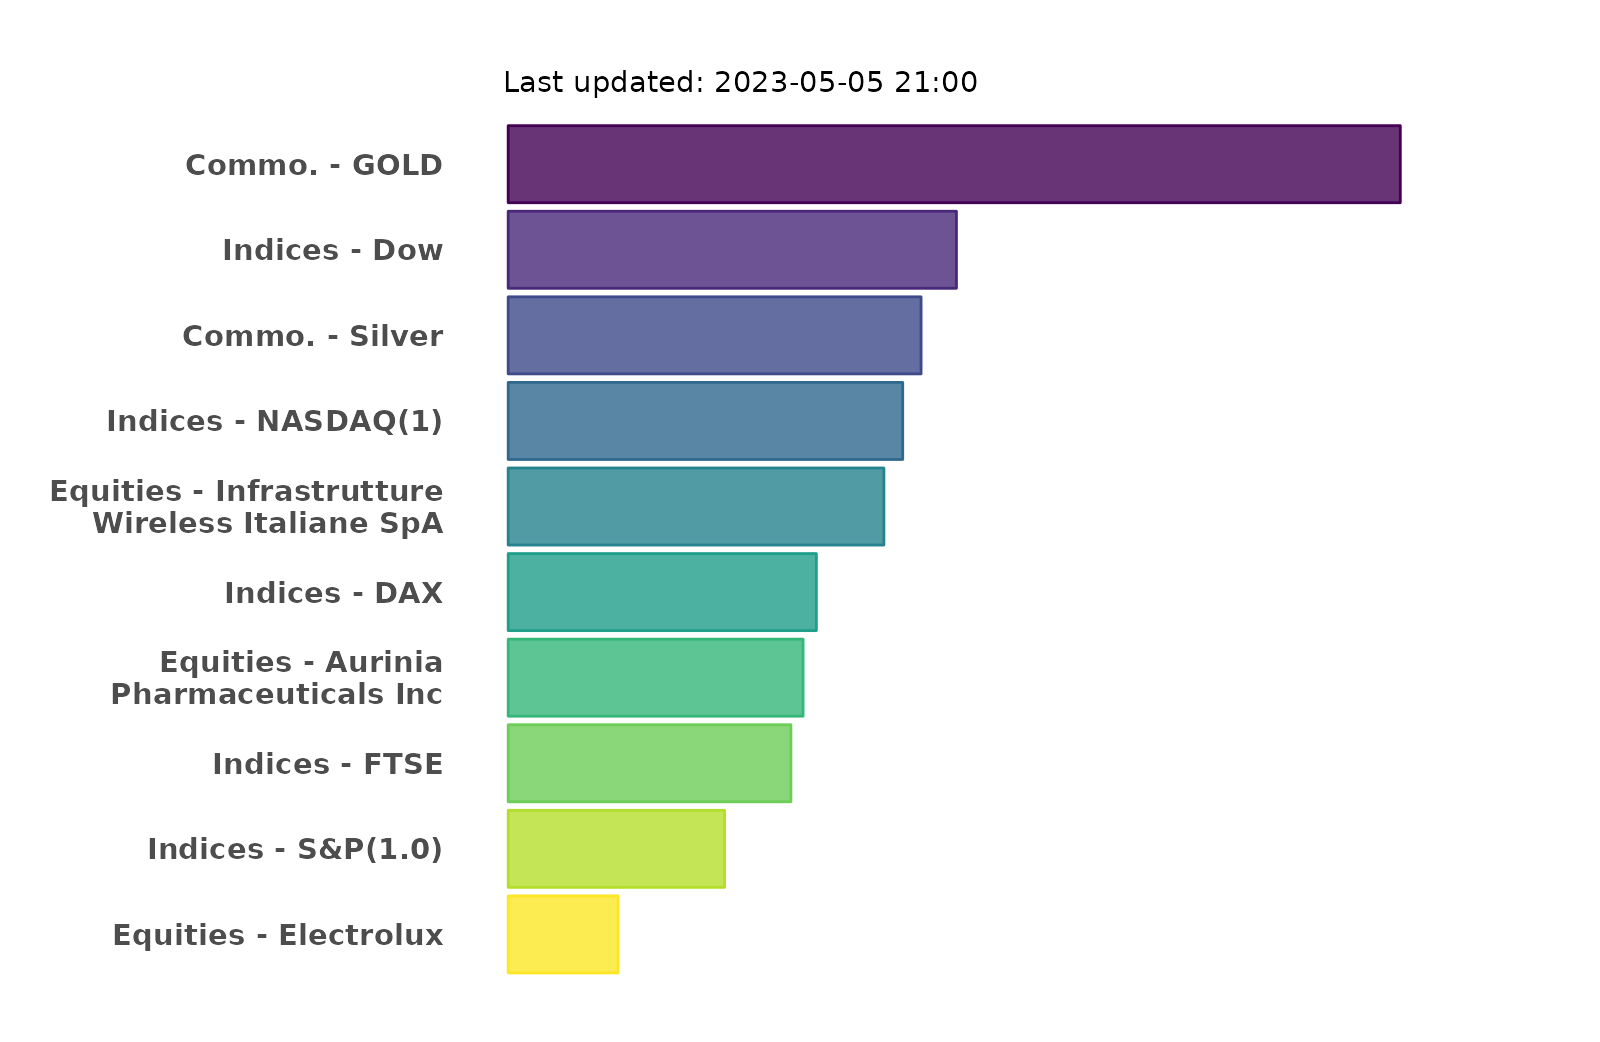 Last updated: 2023-05-05 21:00
Commo. - GOLD
Indices - Dow
Commo. - Silver
Indices - NASDAQ(1)
Equities - Infrastrutture
Wireless Italiane SpA
Indices - DAX
Equities - Aurinia
Pharmaceuticals Inc
Indices - FTSE
Indices - S&P(1.0)
Equities - Electrolux